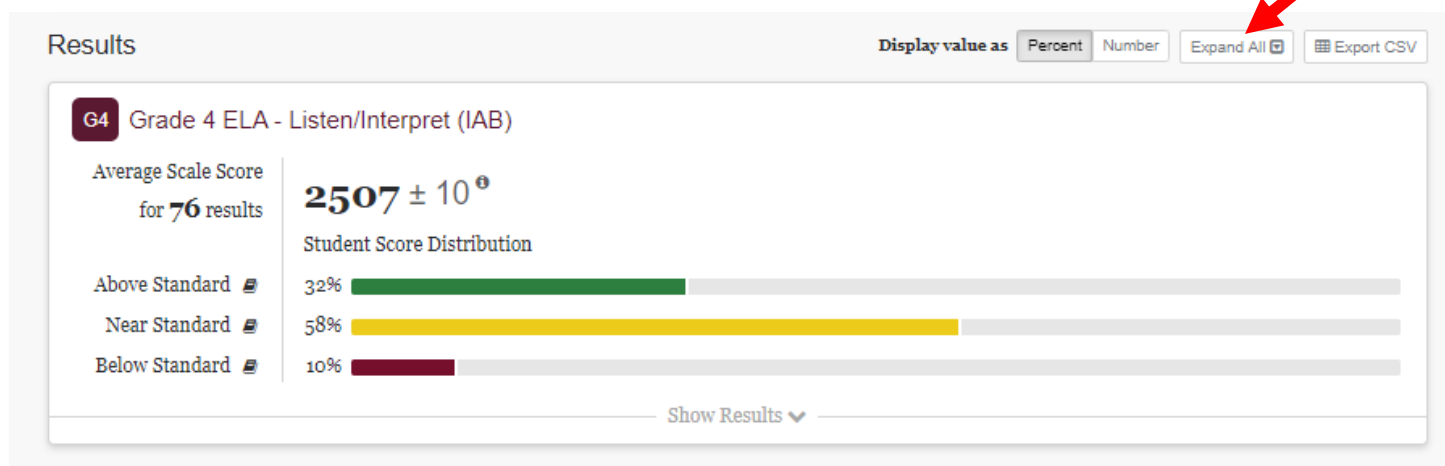 Results
Display value as Percent Number Expand All Export CSV
G4 Grade 4 ELA - Listen/Interpret (IAB)
Average Scale Score
for 76 results
2507 ± 10
Student Score Distribution
Above Standard 32%
Near Standard 58%
Below Standard 10%
Show Results